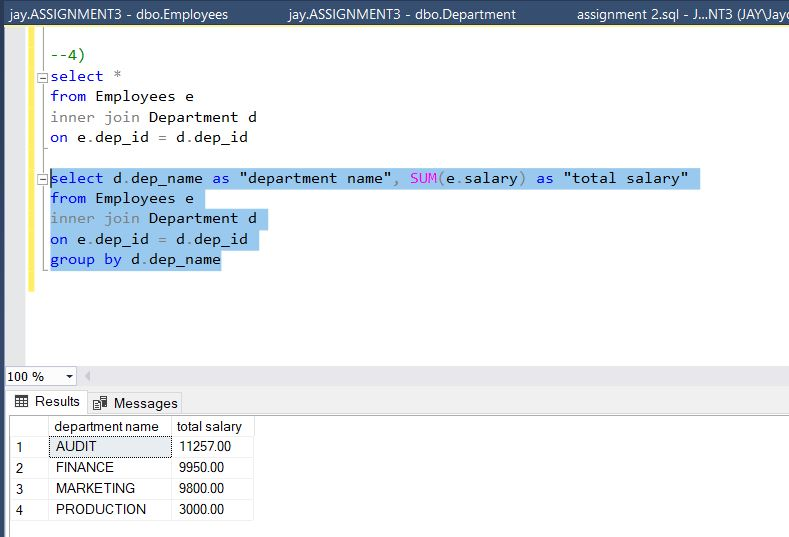 jay.ASSIGNMENT3 - dbo.Employees jay.ASSIGNMENT3 - dbo.Department assignment 2.sql - J...NT3 (JAY\Jay
--4)
select *
from Employees e
inner join Department d
on e.dep_id = d.dep_id
select d.dep_name as "department name", SUM(e.salary) as "total salary"
from Employees e
inner join Department d
on e.dep_id = d.dep_id
group by d.dep_name
100 %
Results Messages
department name total salary
1 AUDIT 11257.00
2 FINANCE 9950.00
3 MARKETING 9800.00
4 PRODUCTION 3000.00